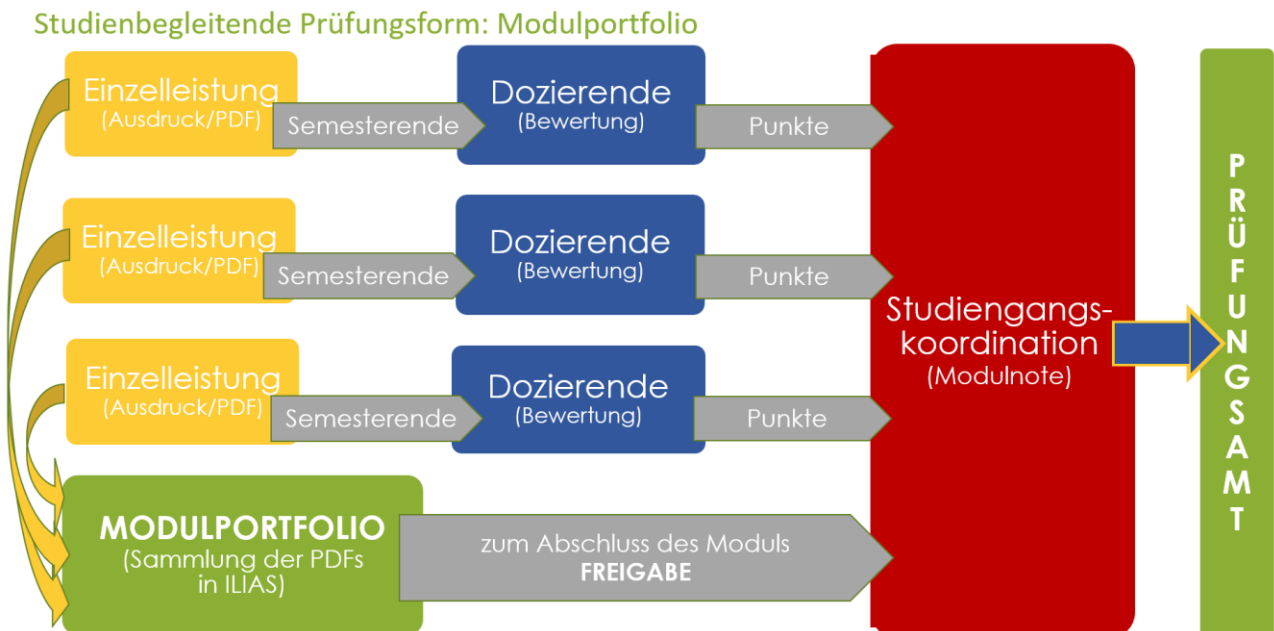 Studienbegleitende Prüfungsform: Modulportfolio
Einzelleistung
(Ausdruck/PDF)
Semesterende
Dozierende
(Bewertung)
Punkte
Einzelleistung
(Ausdruck/PDF)
Semesterende
Dozierende
(Bewertung)
Punkte
Einzelleistung
(Ausdruck/PDF)
Semesterende
Dozierende
(Bewertung)
Punkte
MODULPORTFOLIO
(Sammlung der PDFs
in ILIAS)
zum Abschluss des Moduls
FREIGABE
Studiengangs-
koordination
(Modulnote)
PRÜFUNGSAMT